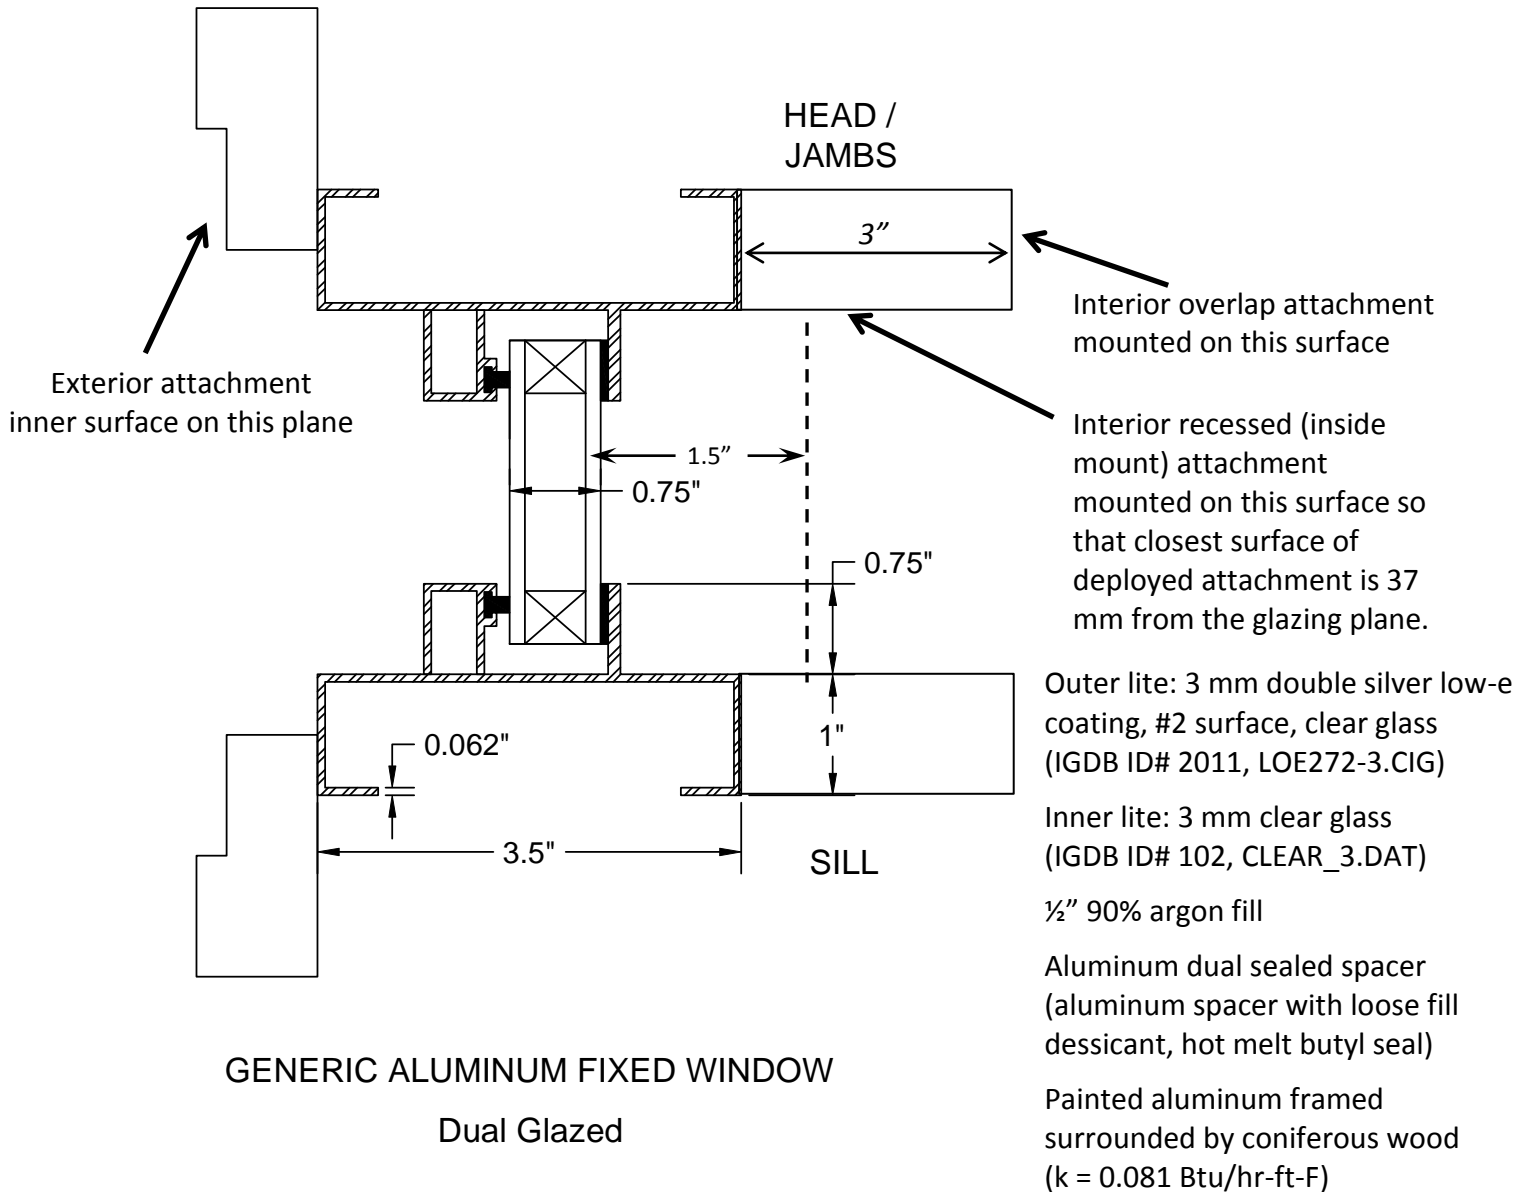 HEAD /
JAMBS
3”
Interior overlap attachment
mounted on this surface
Exterior attachment
inner surface on this plane
Interior recessed (inside
mount) attachment
mounted on this surface so
that closest surface of
deployed attachment is 37
mm from the glazing plane.
1.5”
0.75"
0.75"
0.062"
1"
3.5"
SILL
Outer lite: 3 mm double silver low-e
coating, #2 surface, clear glass
(IGDB ID# 2011, LOE272-3.CIG)
Inner lite: 3 mm clear glass
(IGDB ID# 102, CLEAR_3.DAT)
½” 90% argon fill
Aluminum dual sealed spacer
(aluminum spacer with loose fill
dessicant, hot melt butyl seal)
Painted aluminum framed
surrounded by coniferous wood
(k = 0.081 Btu/hr-ft-F)
GENERIC ALUMINUM FIXED WINDOW
Dual Glazed